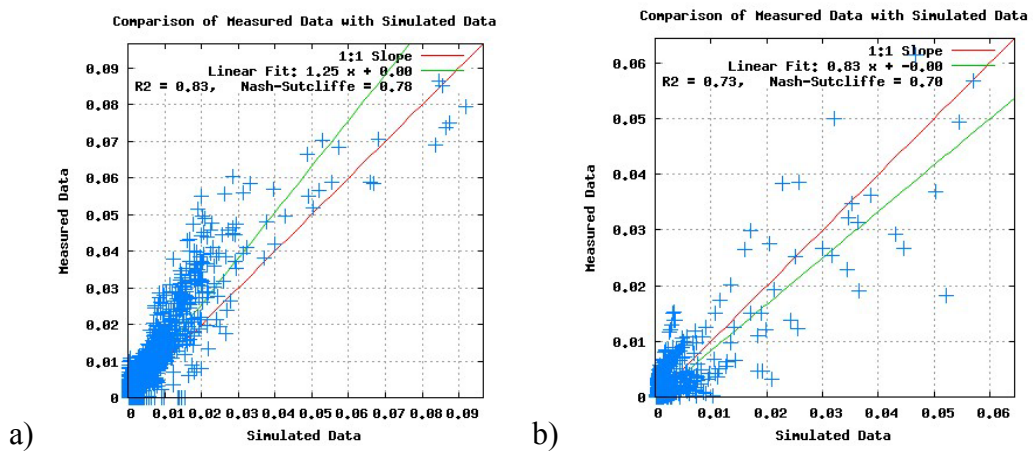 Comparison of Measured Data with Simulated Data
1:1 Slope
Linear Fit: 1.25 x + 0.00
R2 = 0.83, Nash-Sutcliffe = 0.78
0.09
0.08
0.07
0.06
0.05
0.04
0.03
0.02
0.01
0
Measured Data
0 0.01 0.02 0.03 0.04 0.05 0.06 0.07 0.08 0.09
Simulated Data
a)
Comparison of Measured Data with Simulated Data
1:1 Slope
Linear Fit: 0.83 x + -0.00
R2 = 0.73, Nash-Sutcliffe = 0.70
0.06
0.05
0.04
0.03
0.02
0.01
0
Measured Data
0 0.01 0.02 0.03 0.04 0.05 0.06
Simulated Data
b)